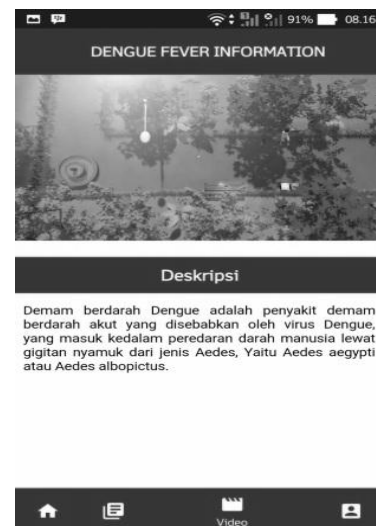 91% 08.16
DENGUE FEVER INFORMATION
Deskripsi
Demam berdarah Dengue adalah penyakit demam
berdarah akut yang disebabkan oleh virus Dengue,
yang masuk kedalam peredaran darah manusia lewat
gigitan nyamuk dari jenis Aedes, Yaitu Aedes aegypti
atau Aedes albopictus.
Video